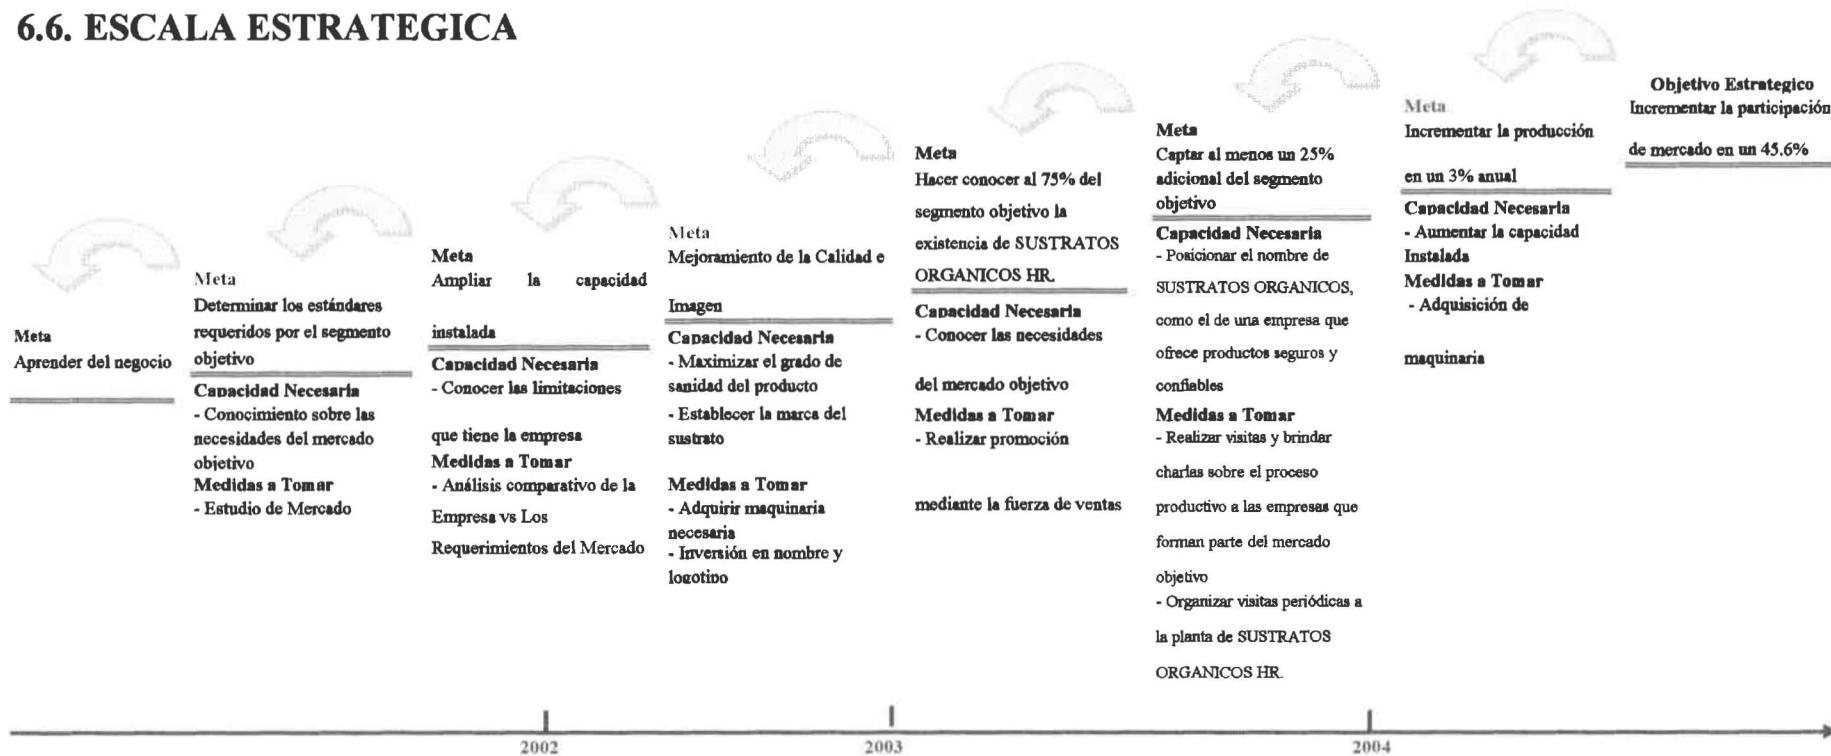 6.6. ESCALA ESTRATEGICA
Meta
Aprender del negocio
Meta
Determinar los estándares
requeridos por el segmento
objetivo
Capacidad Necesaria
- Conocimiento sobre las
necesidades del mercado
objetivo
Medidas a Tomar
- Estudio de Mercado
Meta
Ampliar la capacidad
instalada
Capacidad Necesaria
- Conocer las limitaciones
que tiene la empresa
Medidas a Tomar
- Análisis comparativo de la
Empresa vs Los
Requerimientos del Mercado
Meta
Mejoramiento de la Calidad e
Imagen
Capacidad Necesaria
- Maximizar el grado de
sanidad del producto
- Establecer la marca del
sustrato
Medidas a Tomar
- Adquirir maquinaria
necesaria
- Inversión en nombre y
logotipo
Meta
Hacer conocer al 75% del
segmento objetivo la
existencia de SUSTRATOS
ORGANICOS HR.
Capacidad Necesaria
- Conocer las necesidades
del mercado objetivo
Medidas a Tomar
- Realizar promoción
mediante la fuerza de ventas
Meta
Captar al menos un 25%
adicional del segmento
objetivo
Capacidad Necesaria
- Posicionar el nombre de
SUSTRATOS ORGANICOS,
como el de una empresa que
ofrece productos seguros y
confiables
Medidas a Tomar
- Realizar visitas y brindar
charlas sobre el proceso
productivo a las empresas que
forman parte del mercado
objetivo
- Organizar visitas periódicas a
la planta de SUSTRATOS
ORGANICOS HR.
Meta
Incrementar la producción
en un 3% anual
Capacidad Necesaria
- Aumentar la capacidad
Instalada
Medidas a Tomar
- Adquisición de
maquinaria
Objetivo Estrategico
Incrementar la participación
de mercado en un 45.6%
2002
2003
2004